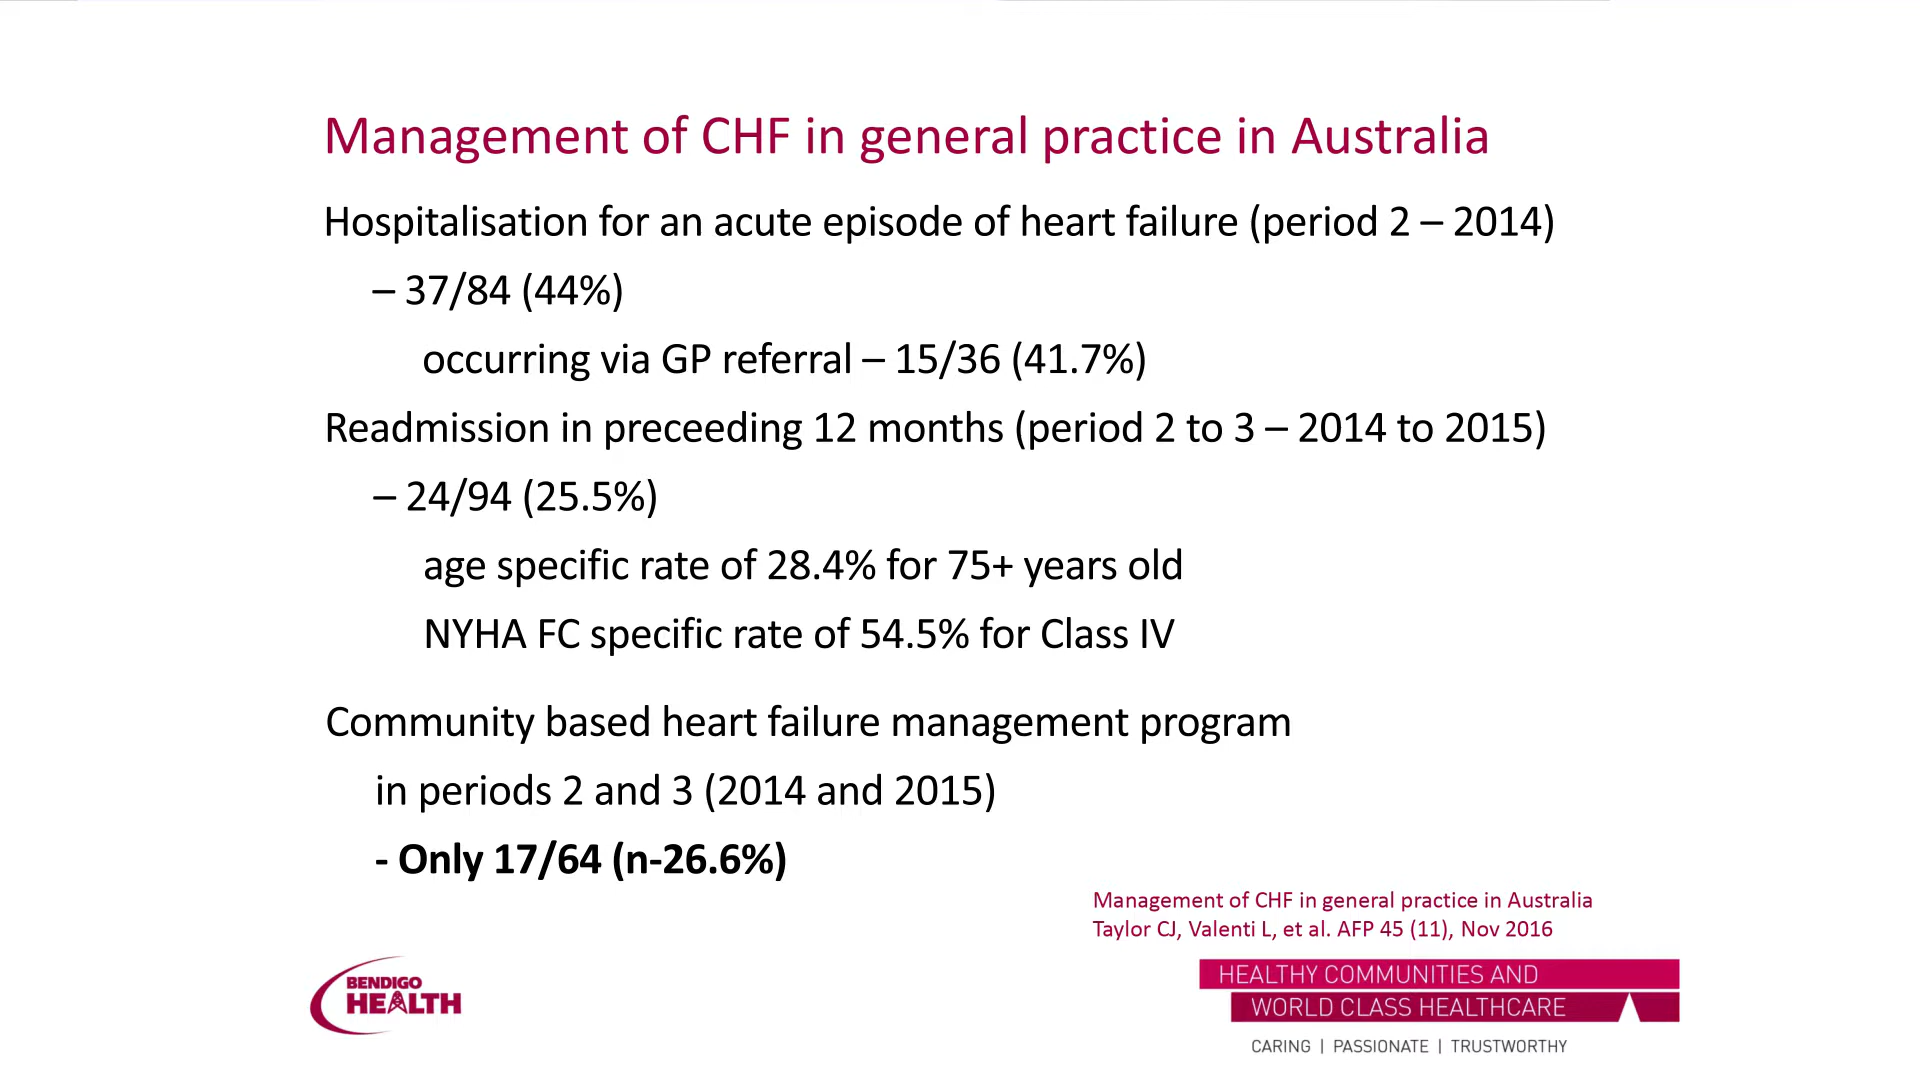 Management of CHF in general practice in Australia
Hospitalisation for an acute episode of heart failure (period 2 – 2014)
– 37/84 (44%)
occurring via GP referral – 15/36 (41.7%)
Readmission in preceeding 12 months (period 2 to 3 – 2014 to 2015)
– 24/94 (25.5%)
age specific rate of 28.4% for 75+ years old
NYHA FC specific rate of 54.5% for Class IV
Community based heart failure management program
in periods 2 and 3 (2014 and 2015)
- Only 17/64 (n-26.6%)
Management of CHF in general practice in Australia
Taylor CJ, Valenti L, et al. AFP 45 (11), Nov 2016
BENDIGO
HEALTH
HEALTHY COMMUNITIES AND
WORLD CLASS HEALTHCARE
CARING | PASSIONATE | TRUSTWORTHY